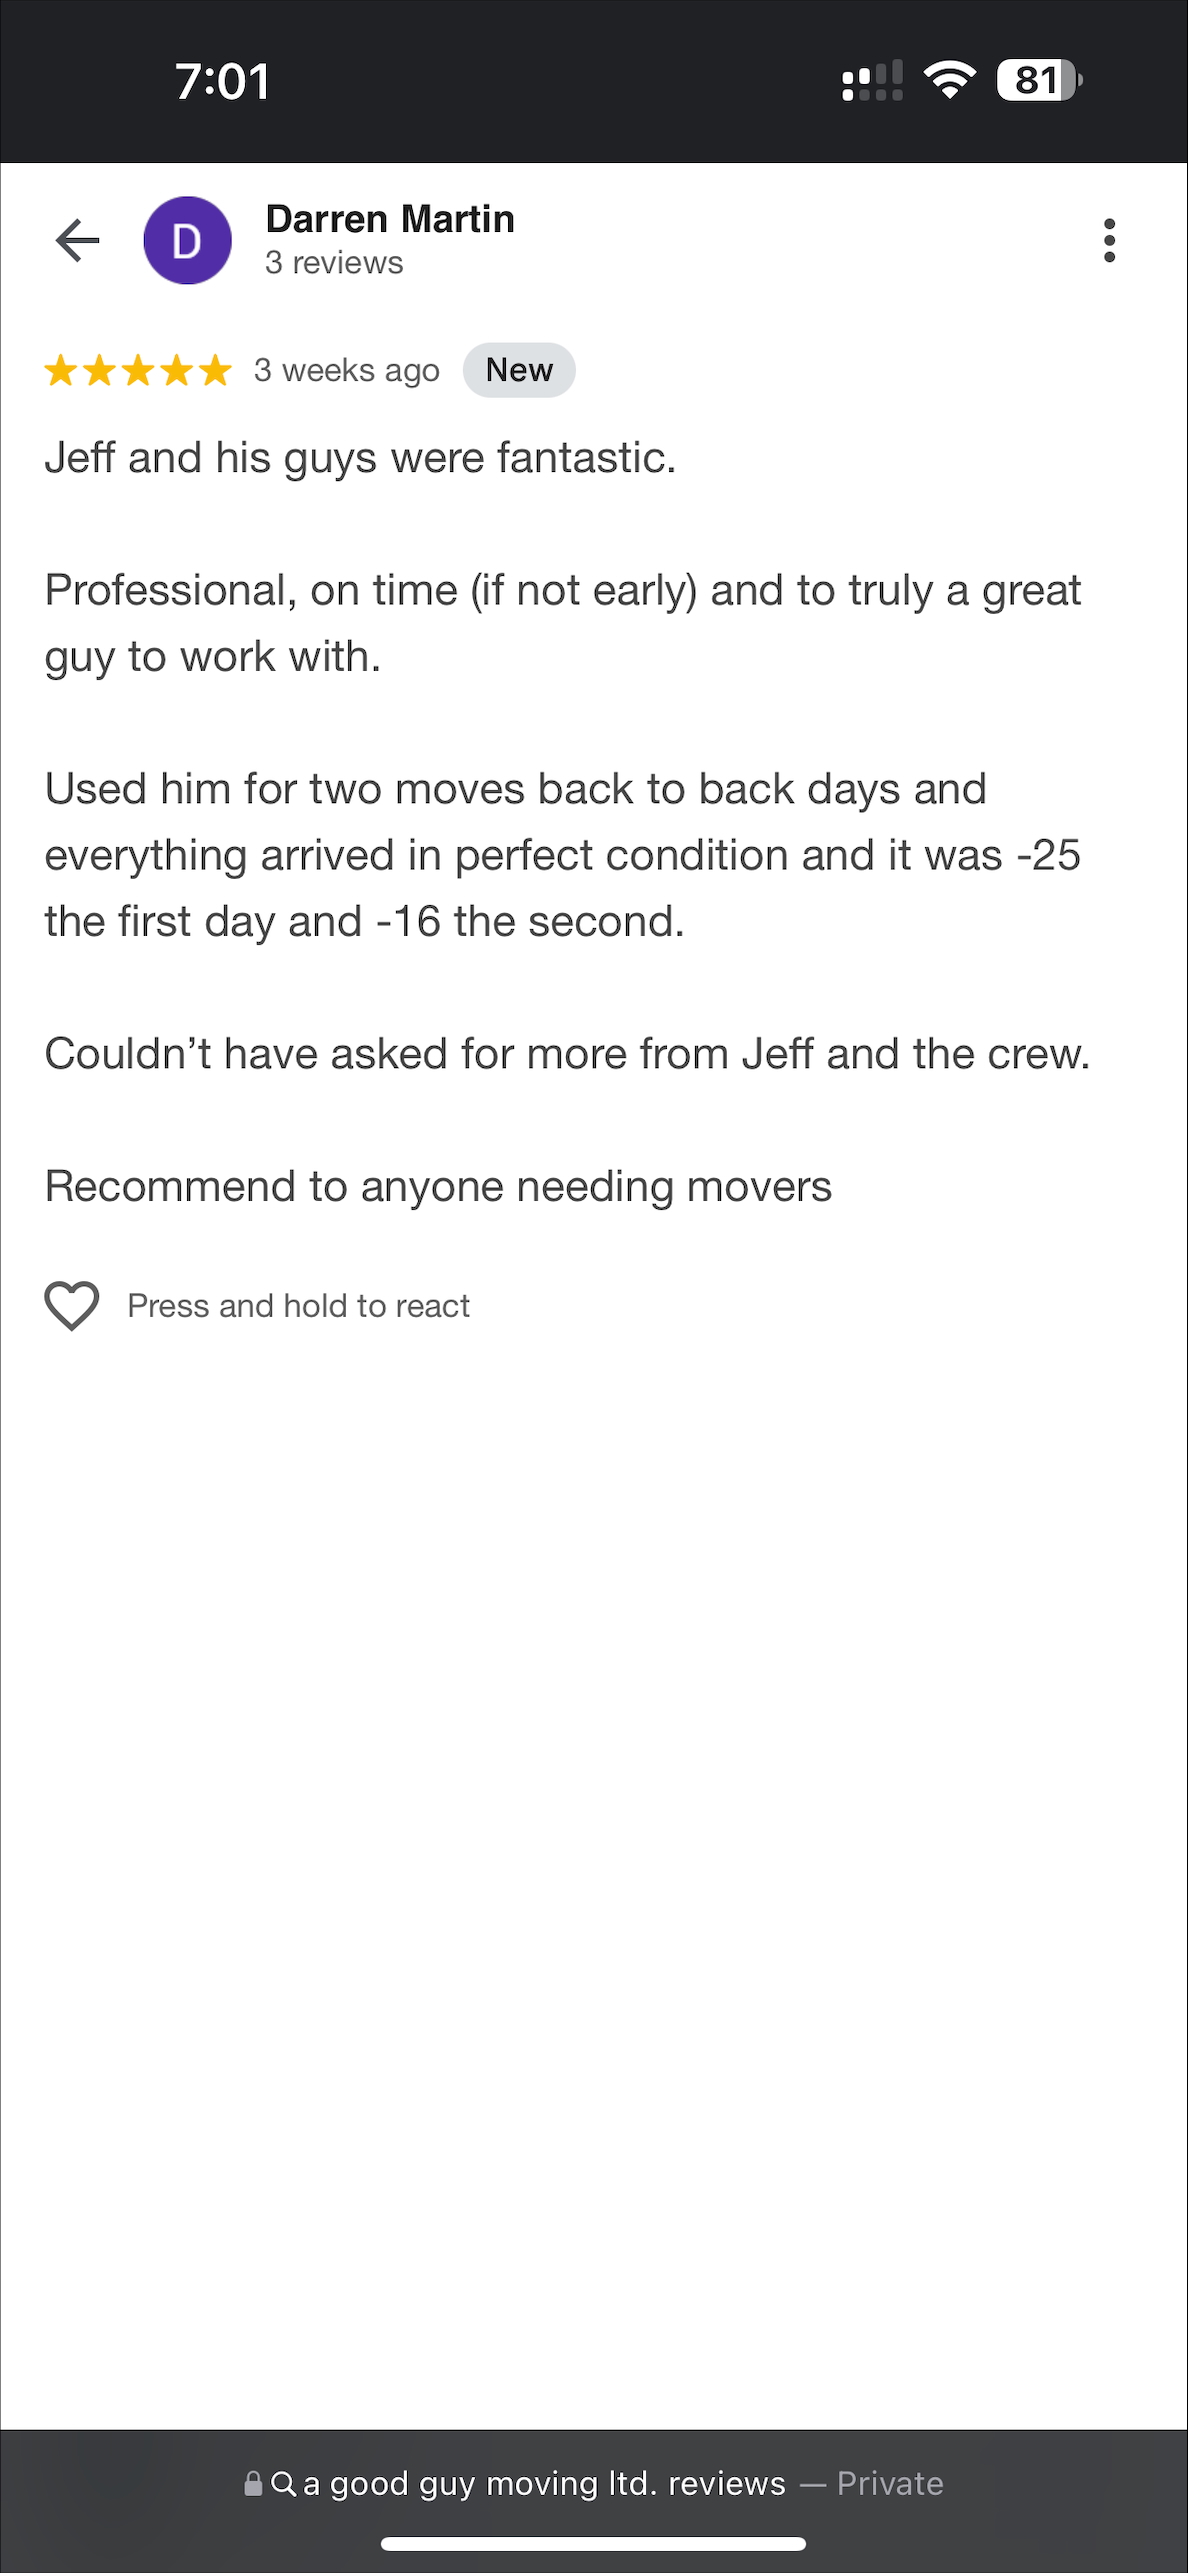 7:01
81
D
Darren Martin
3 reviews
3 weeks ago
New
Jeff and his guys were fantastic.
Professional, on time (if not early) and to truly a great
guy to work with.
Used him for two moves back to back days and
everything arrived in perfect condition and it was -25
the first day and -16 the second.
Couldn’t have asked for more from Jeff and the crew.
Recommend to anyone needing movers
Press and hold to react
a good guy moving ltd. reviews — Private